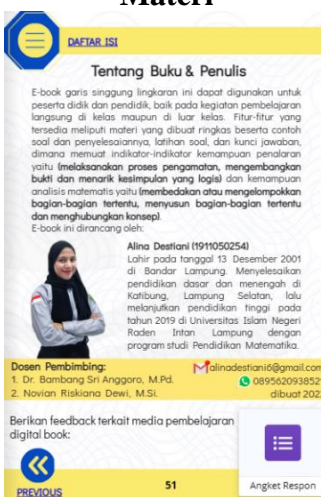 Materi
DAFTAR ISI
Tentang Buku & Penulis
E-book garis singgung lingkaran ini dapat digunakan untuk
peserta didik dan pendidik, baik pada kegiatan pembelajaran
langsung di kelas maupun di luar kelas. Fitur-fitur yang
tersedia meliputi materi yang dibuat ringkas beserta contoh
soal dan penyelesaiannya, latihan soal, dan kunci jawaban,
dimana memuat indikator-indikator kemampuan penalaran
yaitu (melaksanakan proses pengamatan, mengembangkan
bukti dan menarik kesimpulan yang logis) dan kemampuan
analisis matematis yaitu (membedakan atau mengelompokkan
bagian-bagian tertentu, menyusun bagian-bagian tertentu
dan menghubungkan konsep).
E-book ini dirancang oleh:
Alina Destiani (1911050254)
Lahir pada tanggal 13 Desember 2001
di Bandar Lampung. Menyelesaikan
pendidikan dasar dan menengah di
Katibung, Lampung Selatan, lalu
melanjutkan pendidikan tinggi pada
tahun 2019 di Universitas Islam Negeri
Raden Intan Lampung dengan
program studi Pendidikan Matematika.
Dosen Pembimbing:
1. Dr. Bambang Sri Anggoro, M.Pd.
2. Novian Riskiana Dewi, M.Si.
alinadestiani6@gmail.com
089562093852
dibuat 202
Berikan feedback terkait media pembelajaran
digital book:
PREVIOUS
51
Angket Respon